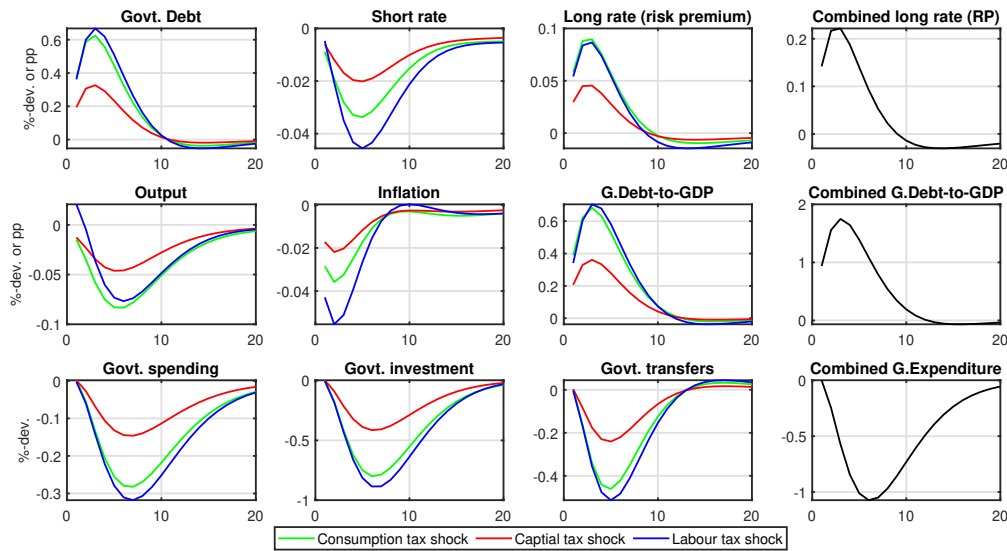 Govt. Debt
Short rate
Long rate (risk premium)
Combined long rate (RP)
%-dev. or pp
0.6
0.4
0.2
0
0 10 20
0
-0.02
-0.04
0 10 20
0.1
0.05
0
0 10 20
0.2
0.1
0
0 10 20
Output
Inflation
G.Debt-to-GDP
Combined G.Debt-to-GDP
%-dev. or pp
0
-0.05
-0.1
0 10 20
0
-0.02
-0.04
0 10 20
0.6
0.4
0.2
0
0 10 20
2
1
0
0 10 20
Govt. spending
Govt. investment
Govt. transfers
Combined G.Expenditure
%-dev.
0
-0.1
-0.2
-0.3
0 10 20
0
-0.5
-1
0 10 20
0
-0.2
-0.4
0 10 20
0
-0.5
-1
0 10 20
Consumption tax shock Captial tax shock Labour tax shock